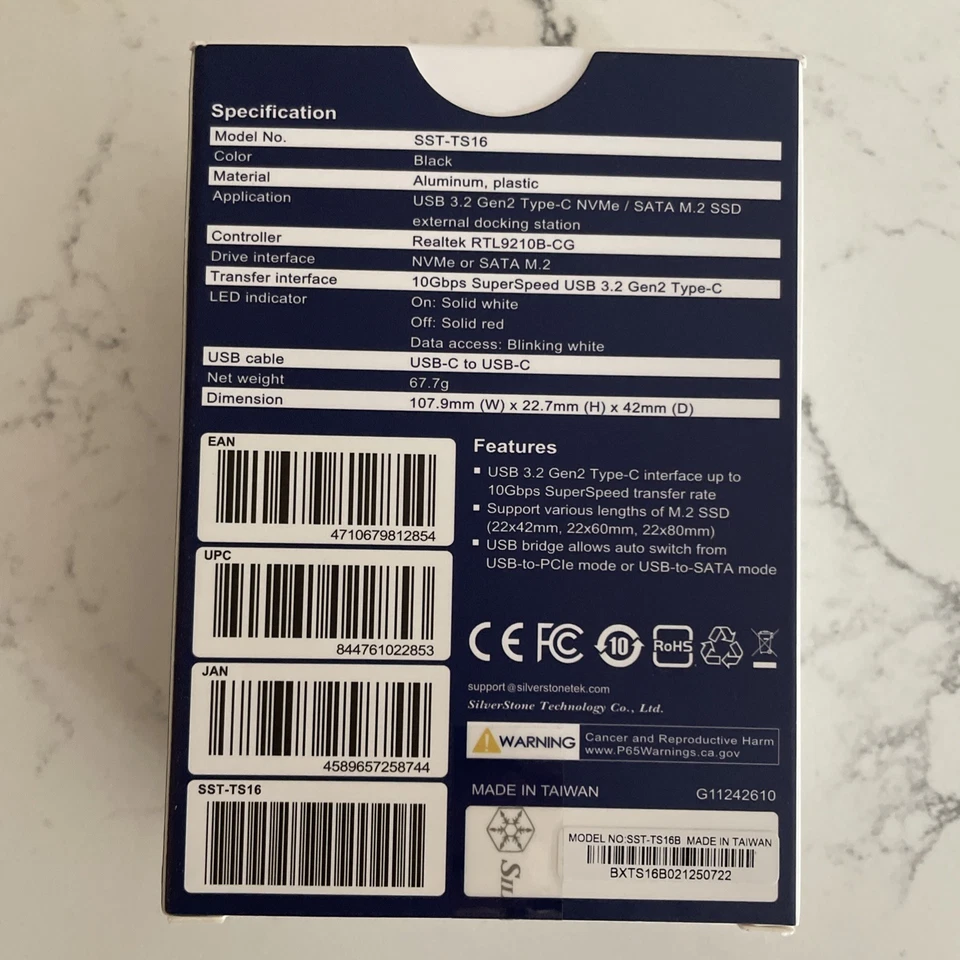 Specification
Model No. SST-TS16
Color Black
Material Aluminum, plastic
Application USB 3.2 Gen2 Type-C NVMe / SATA M.2 SSD
external docking station
Controller Realtek RTL9210B-CG
Drive interface NVMe or SATA M.2
Transfer interface 10Gbps SuperSpeed USB 3.2 Gen2 Type-C
LED indicator On: Solid white
Off: Solid red
Data access: Blinking white
USB cable USB-C to USB-C
Net weight 67.7g
Dimension 107.9mm (W) x 22.7mm (H) x 42mm (D)
EAN
4710679812854
UPC
844761022853
JAN
4589657258744
SST-TS16
Features
▪ USB 3.2 Gen2 Type-C interface up to
10Gbps SuperSpeed transfer rate
▪ Support various lengths of M.2 SSD
(22x42mm, 22x60mm, 22x80mm)
▪ USB bridge allows auto switch from
USB-to-PCIe mode or USB-to-SATA mode
CE FC 10 RoHS
support@silverstonetek.com
SilverStone Technology Co., Ltd.
WARNING
Cancer and Reproductive Harm
www.P65Warnings.ca.gov
MADE IN TAIWAN G11242610
SIL
MODEL NO:SST-TS16B MADE IN TAIWAN
BXTS16B021250722